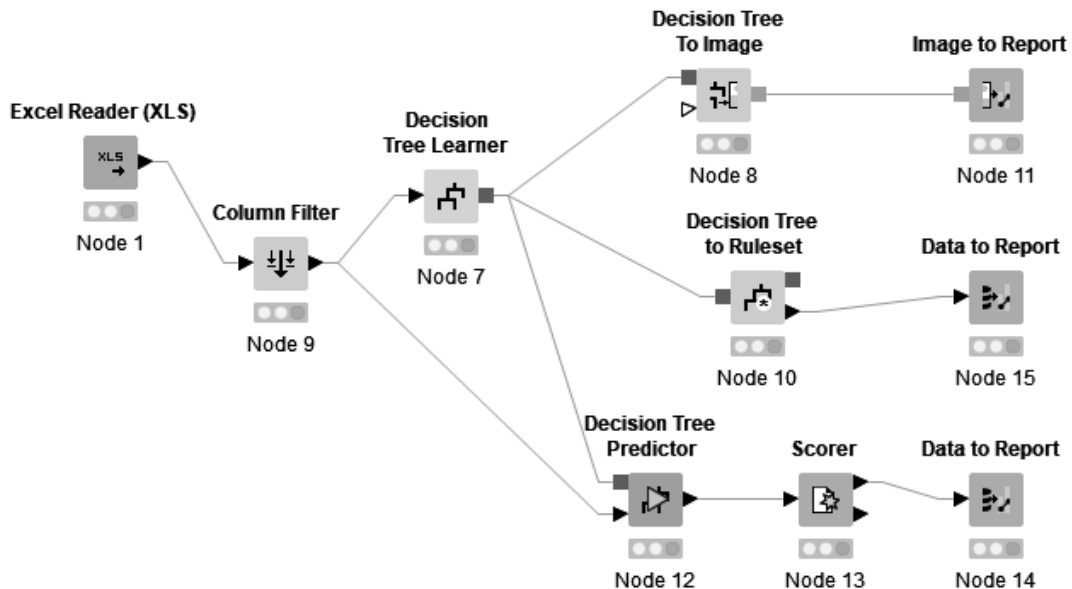 Decision Tree
To Image
Image to Report
Excel Reader (XLS)
Decision
Tree Learner
XLS
Node 8
Node 11
Column Filter
Decision Tree
to Ruleset
Data to Report
Node 1
Node 7
Node 9
Node 10
Node 15
Decision Tree
Predictor
Scorer
Data to Report
Node 12
Node 13
Node 14